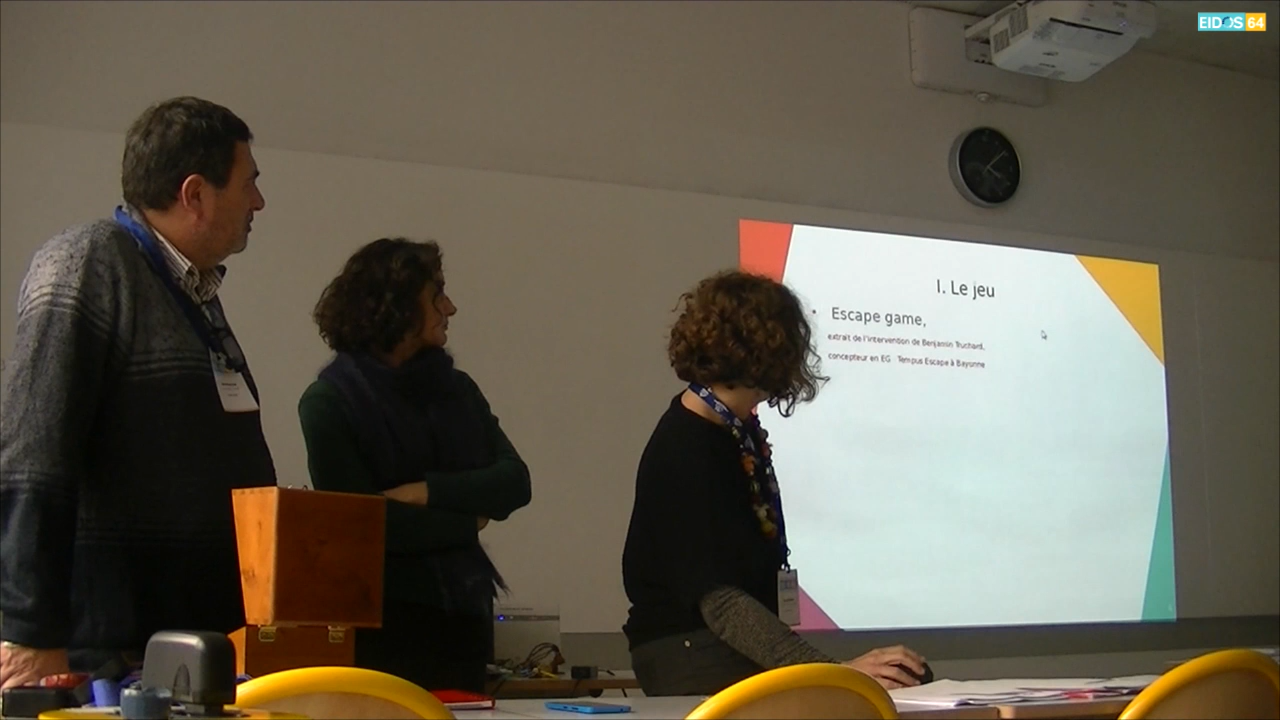 EIDOS 64
I. Le jeu
• Escape game,
extrait de l'intervention de Benjamin Truchard,
concepteur en EG Tempus Escape à Bayonne